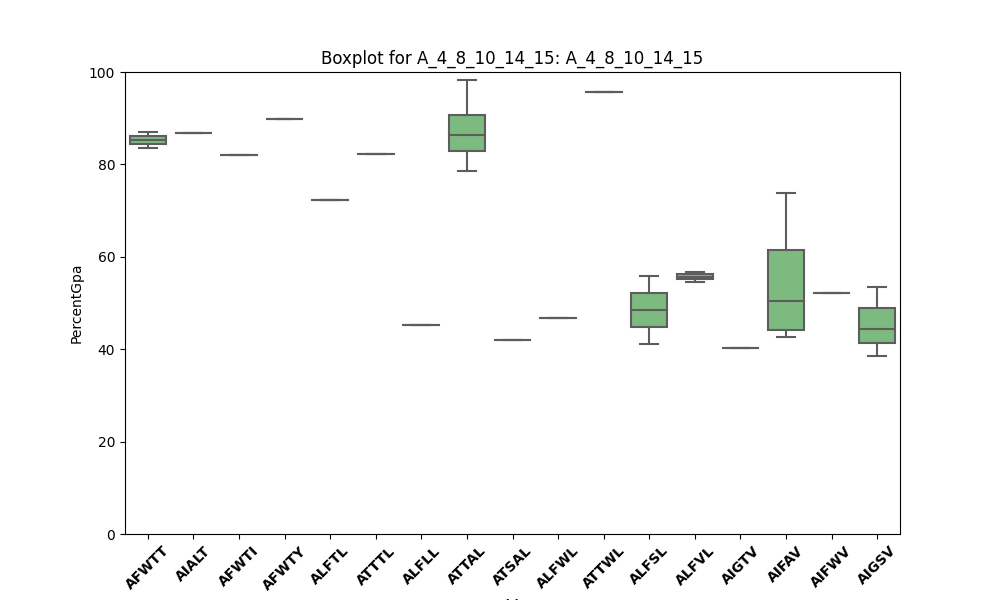 Boxplot for A_4_8_10_14_15: A_4_8_10_14_15
100
80
60
40
20
0
PercentGpa
AFWTT
AIALT
AFWTI
AFWTY
ALFTL
ATTTL
ALFLL
ATTAL
ATSAL
ALFWL
ATTWL
ALFSL
ALFVL
AIGTV
AIFAV
AIFWV
AIGSV